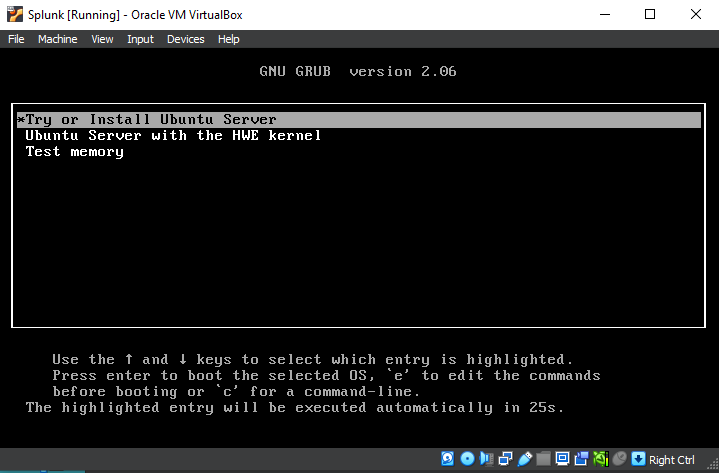 Splunk [Running] - Oracle VM VirtualBox
File Machine View Input Devices Help
GNU GRUB version 2.06
*Try or Install Ubuntu Server
Ubuntu Server with the HWE kernel
Test memory
Use the ↑ and ↓ keys to select which entry is highlighted.
Press enter to boot the selected OS, `e' to edit the commands
before booting or `c' for a command-line.
The highlighted entry will be executed automatically in 25s.
Right Ctrl